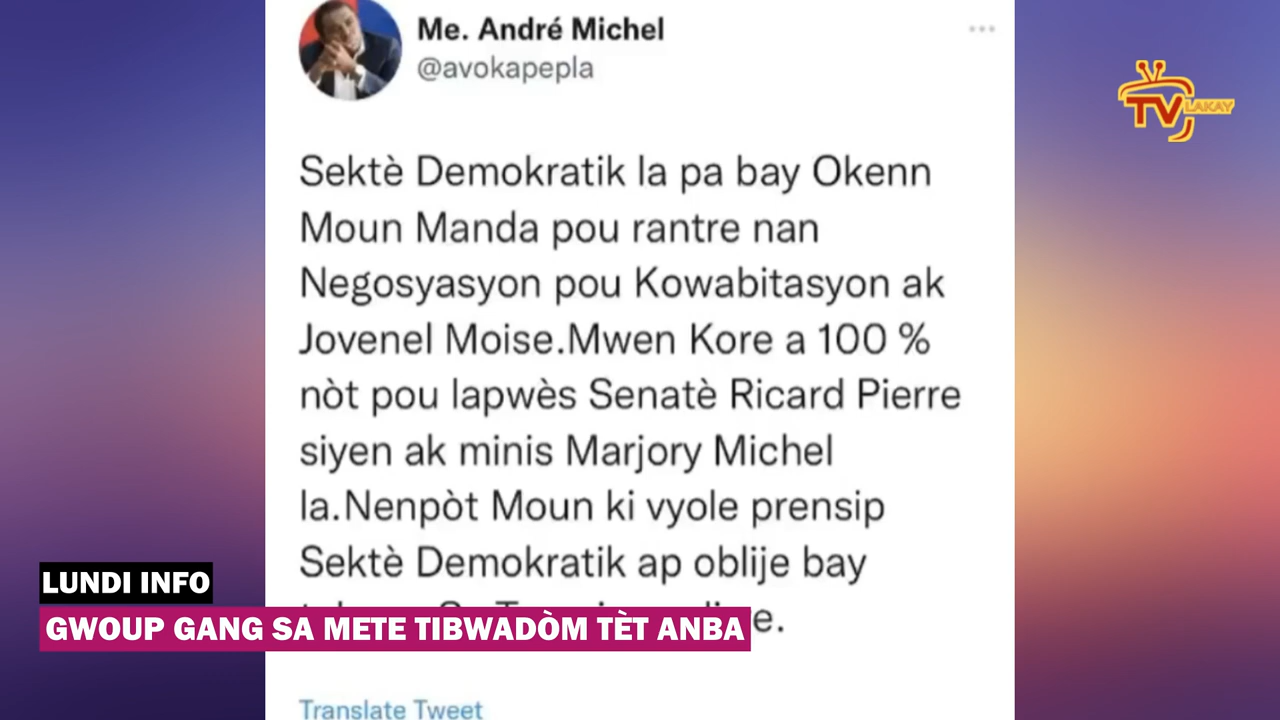 Me. André Michel
@avokapepla
TV LAKAY
Sektè Demokratik la pa bay Okenn
Moun Manda pou rantre nan
Negosyasyon pou Kowabitasyon ak
Jovenel Moise.Mwen Kore a 100 %
nòt pou lapwès Senatè Ricard Pierre
siyen ak minis Marjory Michel
la.Nenpòt Moun ki vyole prensip
Sektè Demokratik ap oblije bay
LUNDI INFO
GWOUP GANG SA METE TIBWADÒM TÈT ANBA
Translate Tweet